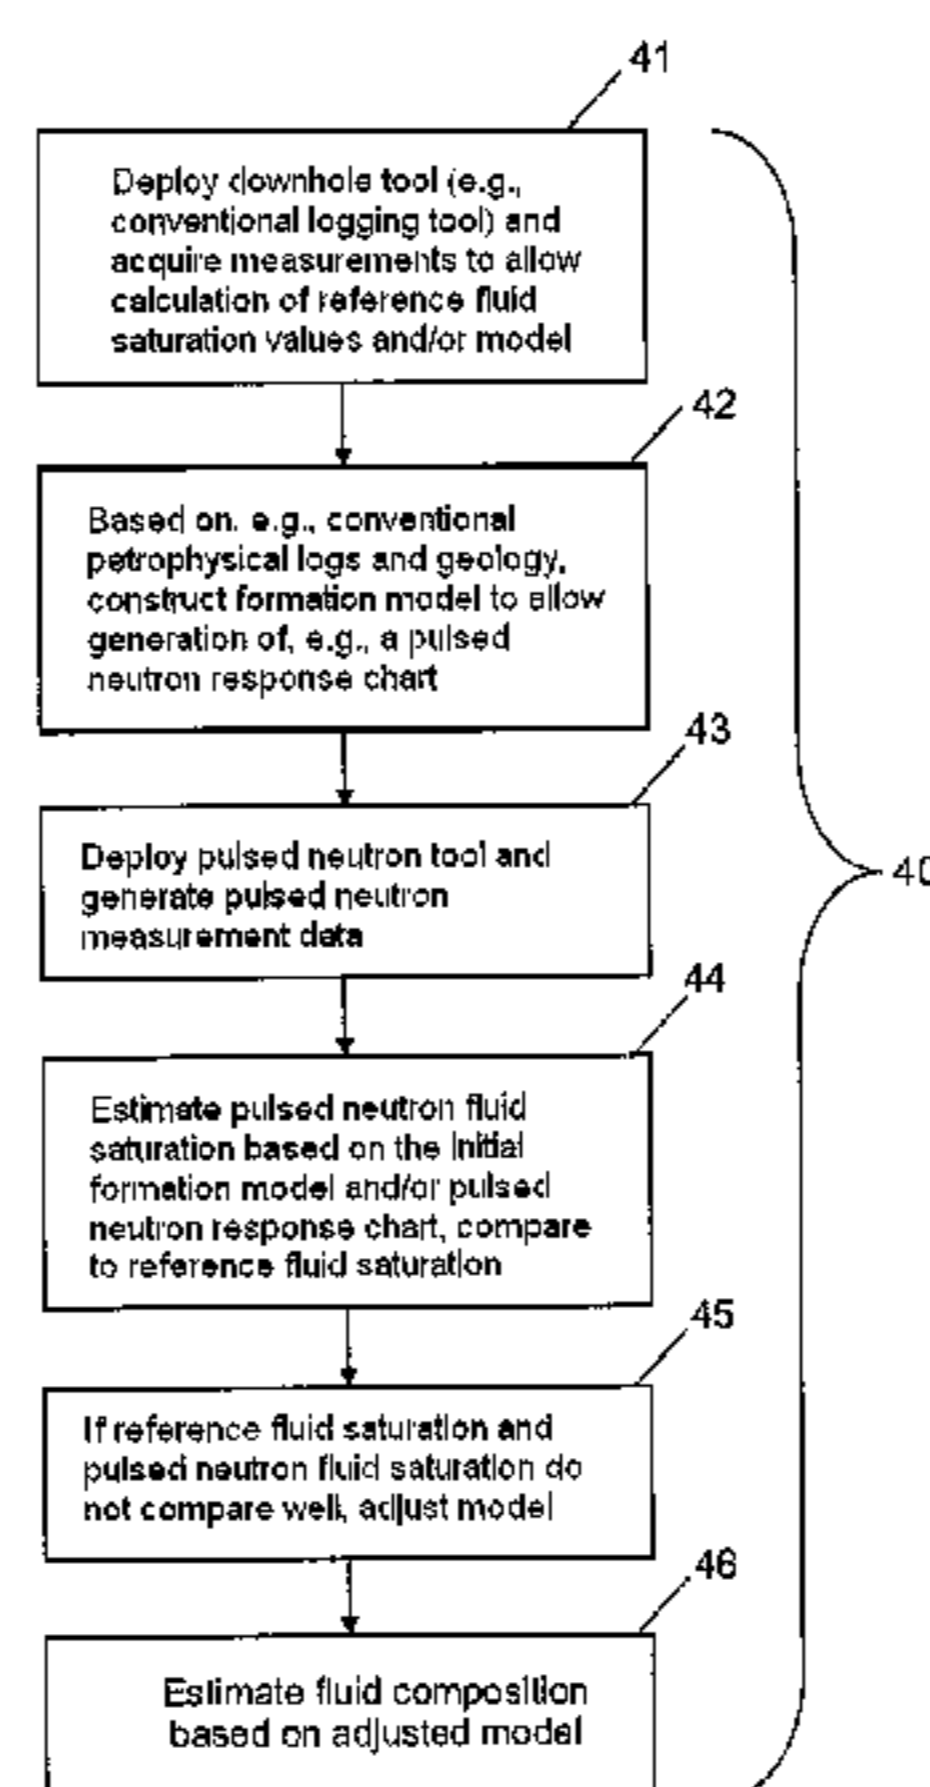 41
Deploy downhole tool (e.g.,
conventional logging tool) and
acquire measurements to allow
calculation of reference fluid
saturation values and/or model
42
Based on. e.g., conventional
petrophysical logs and geology,
construct formation model to allow
generation of, e.g., a pulsed
neutron response chart
43
Deploy pulsed neutron tool and
generate pulsed neutron
measurement data
40
44
Estimate pulsed neutron fluid
saturation based on the initial
formation model and/or pulsed
neutron response chart, compare
to reference fluid saturation
45
If reference fluid saturation and
pulsed neutron fluid saturation do
not compare well, adjust model
46
Estimate fluid composition
based on adjusted model